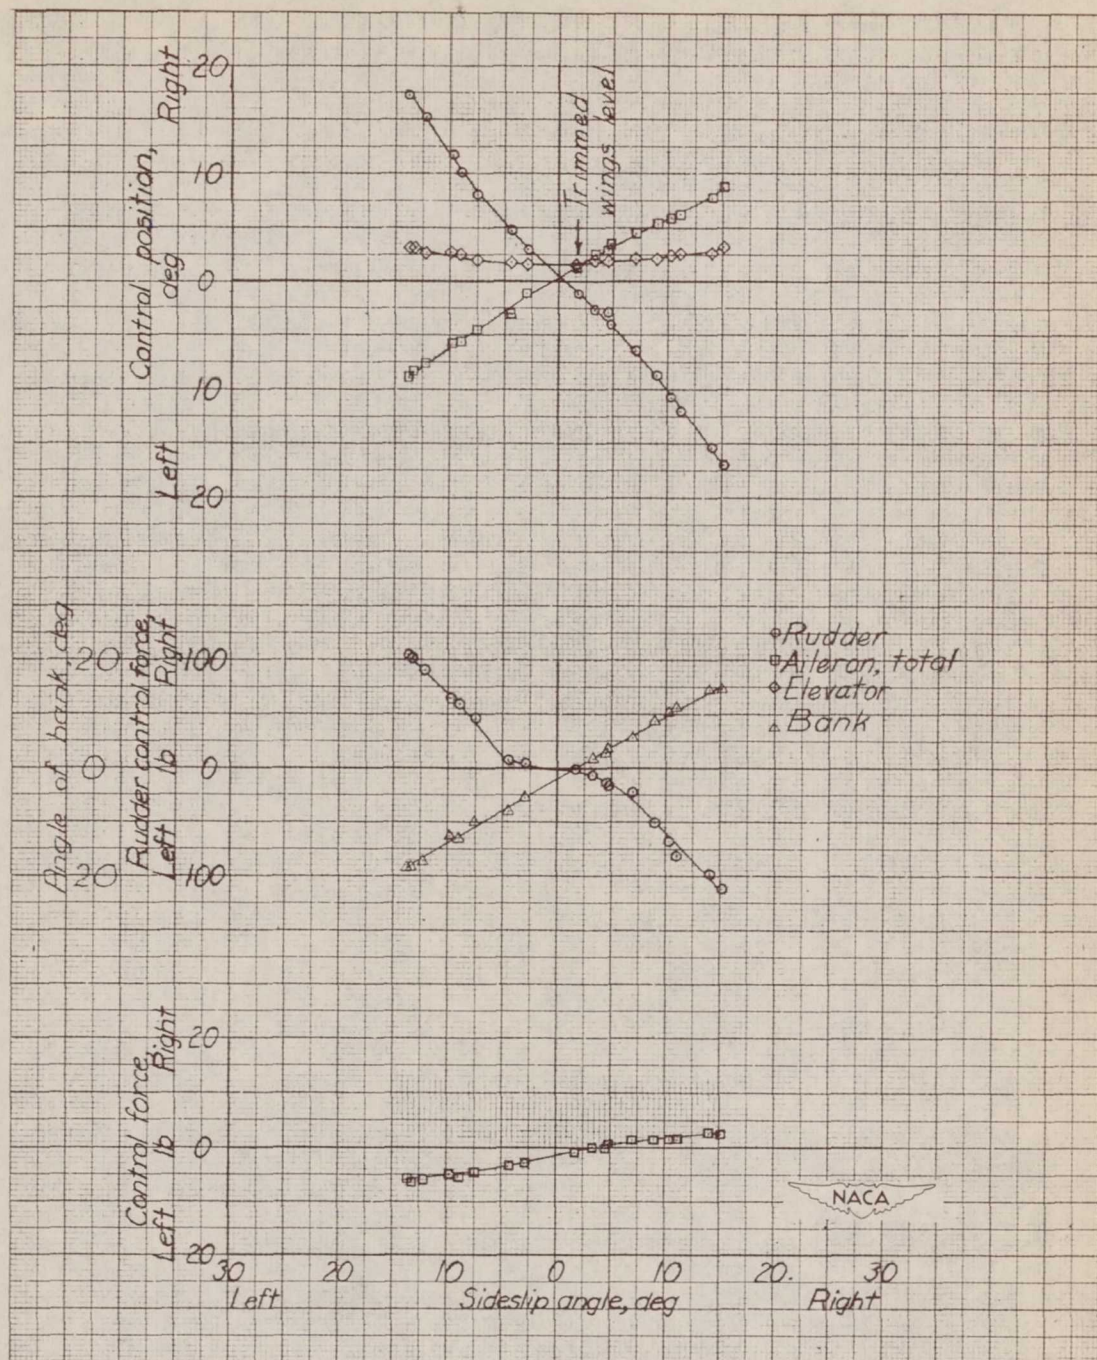 Control position,
deg
Right
Left
20
10
0
10
20
Trimmed
wings level
Angle of bank, deg
20
0
20
Rudder control force,
lb
Right
Left
100
0
100
Rudder
Aileron, total
Elevator
Bank
Control force,
lb
Right
Left
20
0
20
NACA
30 20 10 0 10 20. 30
Left Sideslip angle, deg Right